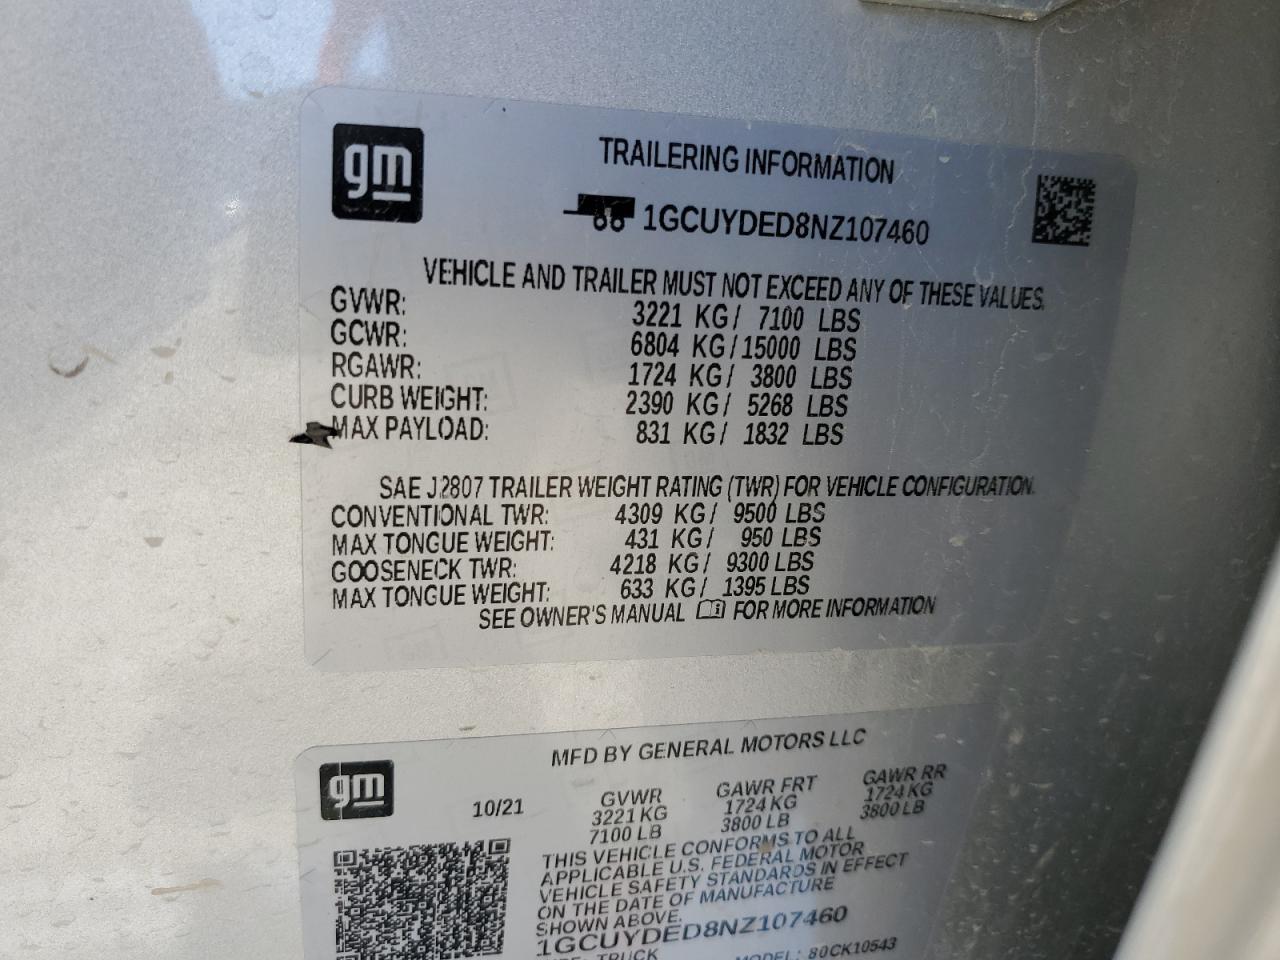 gm
TRAILERING INFORMATION
1GCUYDED8NZ107460
VEHICLE AND TRAILER MUST NOT EXCEED ANY OF THESE VALUES.
GVWR: 3221 KG/ 7100 LBS
GCWR: 6804 KG/15000 LBS
RGAWR: 1724 KG/ 3800 LBS
CURB WEIGHT: 2390 KG/ 5268 LBS
MAX PAYLOAD: 831 KG/ 1832 LBS
SAE J2807 TRAILER WEIGHT RATING (TWR) FOR VEHICLE CONFIGURATION.
CONVENTIONAL TWR: 4309 KG/ 9500 LBS
MAX TONGUE WEIGHT: 431 KG/ 950 LBS
GOOSENECK TWR: 4218 KG/ 9300 LBS
MAX TONGUE WEIGHT: 633 KG/ 1395 LBS
SEE OWNER'S MANUAL FOR MORE INFORMATION
gm
MFD BY GENERAL MOTORS LLC
10/21 GVWR GAWR FRT GAWR RR
3221 KG 1724 KG 1724 KG
7100 LB 3800 LB 3800 LB
THIS VEHICLE CONFORMS TO ALL
APPLICABLE U.S. FEDERAL MOTOR
VEHICLE SAFETY STANDARDS IN EFFECT
ON THE DATE OF MANUFACTURE
SHOWN ABOVE.
1GCUYDED8NZ107460
TRUCK MODEL: 80CK10543